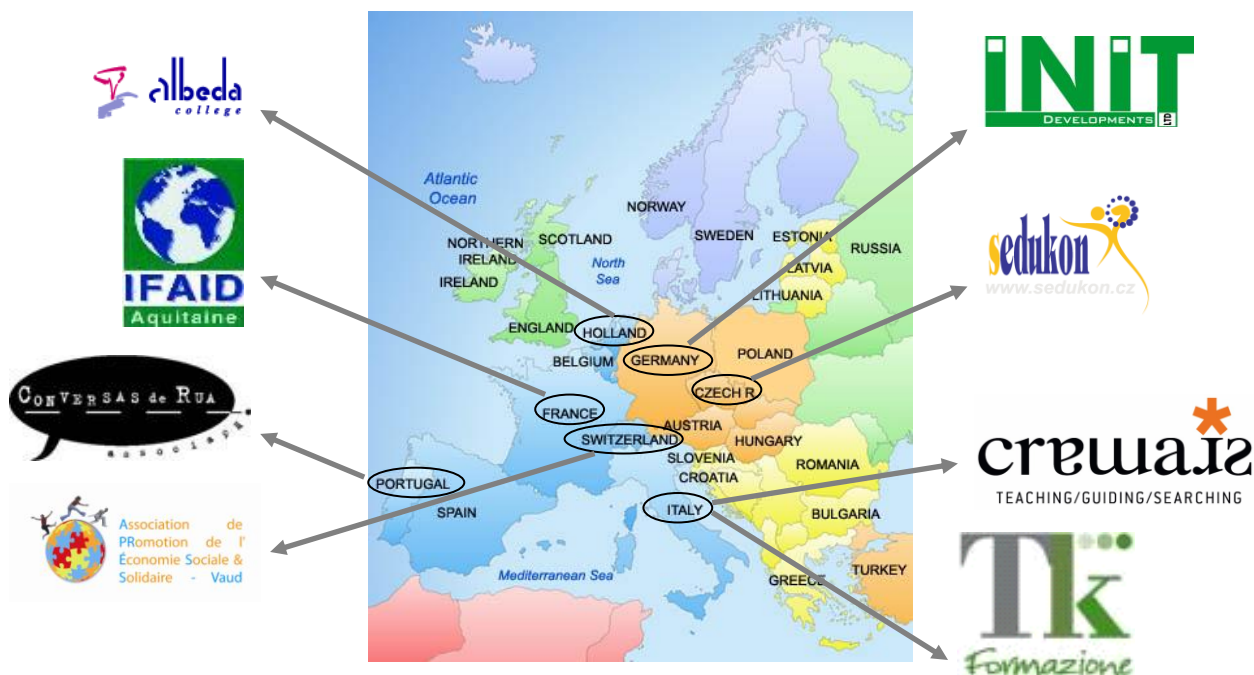 albeda
college
IFAID
Aquitaine
CONVERSAS de RUA
associação
Association de
PRomotion de l'
Économie Sociale &
Solidaire - Vaud
Atlantic
Ocean
NORWAY
SWEDEN
ESTONIA
RUSSIA
NORTHERN
IRELAND
SCOTLAND
North
Sea
LATVIA
IRELAND
LITHUANIA
ENGLAND
HOLLAND
BELGIUM
GERMANY
POLAND
CZECH R.
FRANCE
AUSTRIA
SWITZERLAND
HUNGARY
SLOVENIA
ROMANIA
CROATIA
PORTUGAL
SPAIN
ITALY
BULGARIA
Mediterranean Sea
GREECE
TURKEY
iNiT
DEVELOPMENTS LTD
sedukon
www.sedukon.cz
cramars
TEACHING/GUIDING/SEARCHING
Tk
Formazione